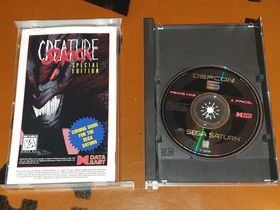 CREATURE
SHOCK
SPECIAL
EDITION
COMING SOON
FOR THE
SEGA
SATURN
DATA
EAST
DEFCON
5
SEGA SATURN